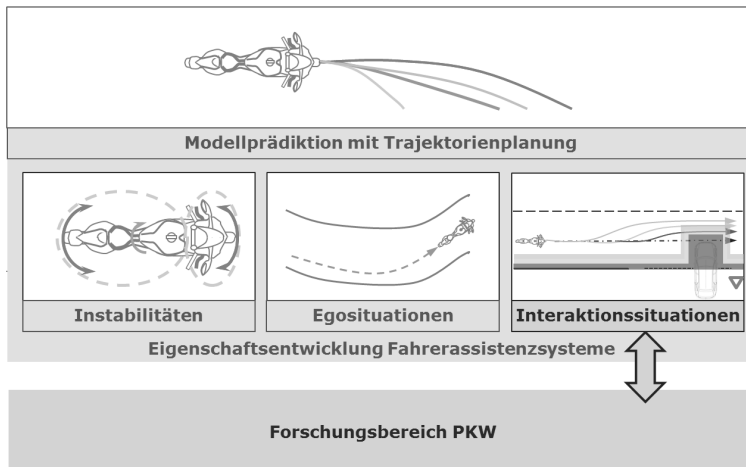 Modellprädiktion mit Trajektorienplanung
Instabilitäten
Egosituationen
Interaktionssituationen
Eigenschaftsentwicklung Fahrerassistenzsysteme
Forschungsbereich PKW